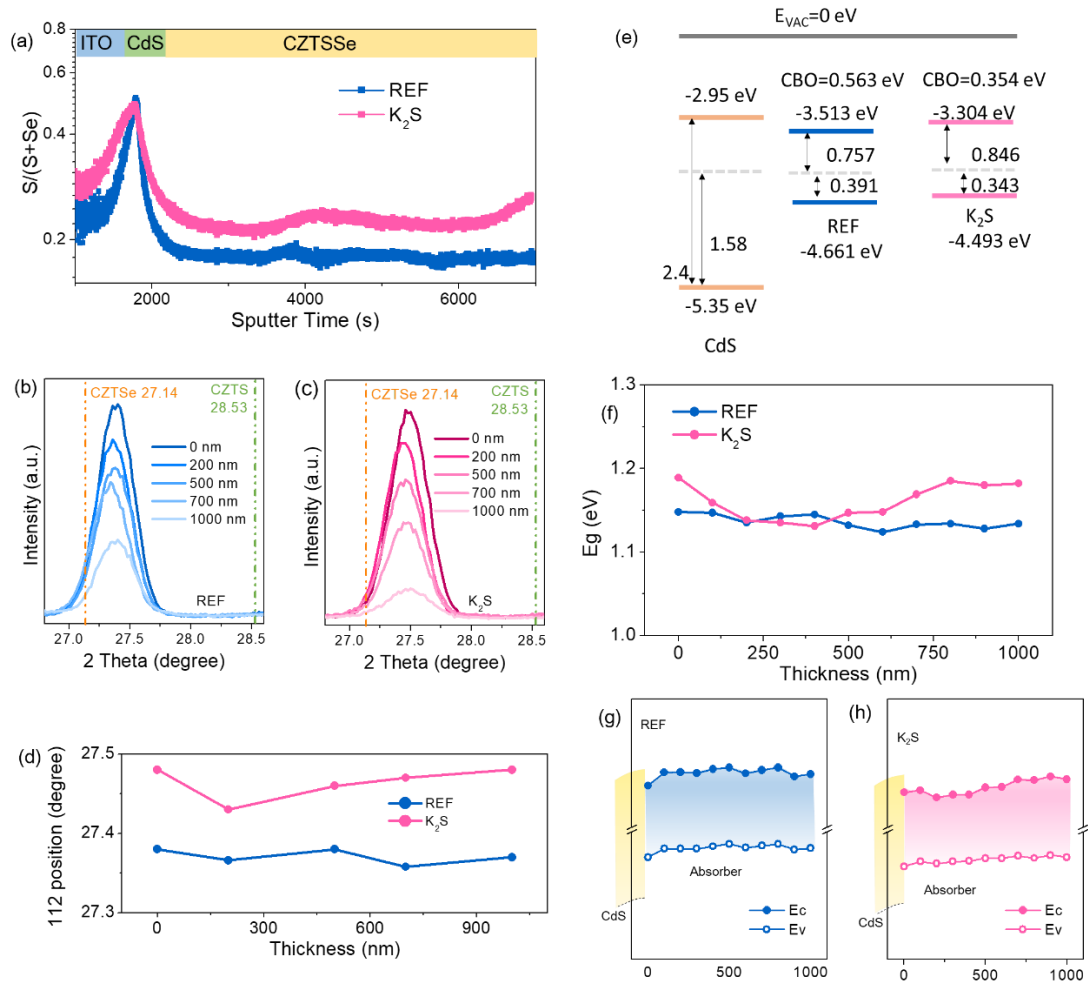 (a)
0.8
0.6
0.4
0.2
S/(S+Se)
ITO
CdS
CZTSSe
REF
K2S
2000
4000
6000
Sputter Time (s)
(e)
EVAC=0 eV
CBO=0.563 eV
CBO=0.354 eV
-2.95 eV
-3.513 eV
-3.304 eV
0.757
0.846
0.391
0.343
1.58
2.4
REF
K2S
-4.661 eV
-4.493 eV
-5.35 eV
CdS
(b)
CZTSe 27.14
CZTS
28.53
0 nm
200 nm
500 nm
700 nm
1000 nm
REF
Intensity (a.u.)
27.0
27.5
28.0
28.5
2 Theta (degree)
(c)
CZTSe 27.14
CZTS
28.53
0 nm
200 nm
500 nm
700 nm
1000 nm
K2S
Intensity (a.u.)
27.0
27.5
28.0
28.5
2 Theta (degree)
(f)
1.3
1.2
1.1
1.0
Eg (eV)
REF
K2S
0
250
500
750
1000
Thickness (nm)
(d)
27.5
27.4
27.3
112 position (degree)
REF
K2S
0
300
600
900
Thickness (nm)
(g)
REF
Absorber
CdS
Ec
Ev
0
500
1000
(h)
K2S
Absorber
CdS
Ec
Ev
0
500
1000